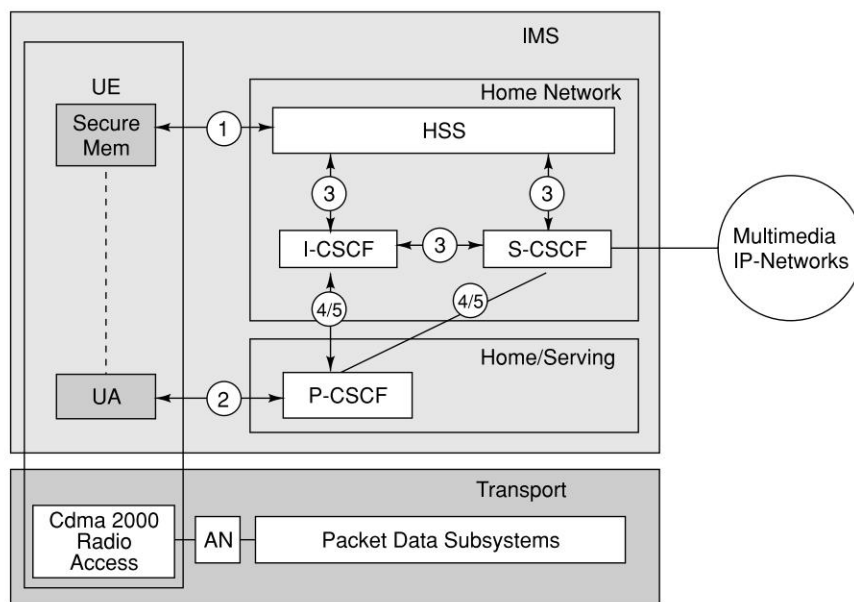 IMS
UE
Home Network
Secure
Mem
1
HSS
3
3
I-CSCF
3
S-CSCF
Multimedia
IP-Networks
4/5
4/5
Home/Serving
UA
2
P-CSCF
Transport
Cdma 2000
Radio
Access
AN
Packet Data Subsystems